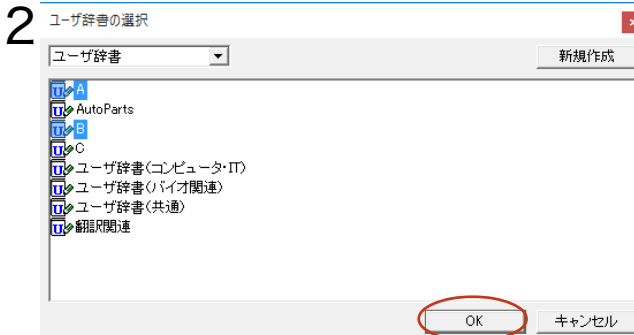 2
ユーザ辞書の選択
ユーザ辞書
新規作成
A
AutoParts
B
C
ユーザ辞書(コンピュータ・IT)
ユーザ辞書(バイオ関連)
ユーザ辞書(共通)
翻訳関連
OK
キャンセル